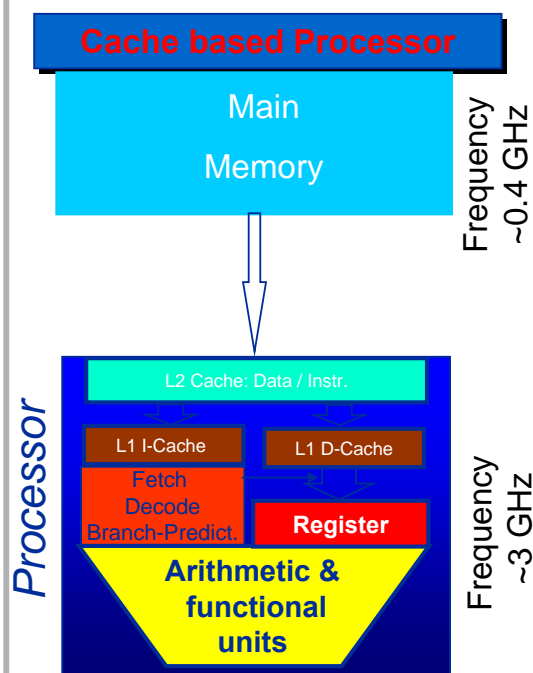 Cache based Processor
Main
Memory
Frequency
~0.4 GHz
Processor
L2 Cache: Data / Instr.
L1 I-Cache
L1 D-Cache
Fetch
Decode
Branch-Predict.
Register
Arithmetic &
functional
units
Frequency
~3 GHz